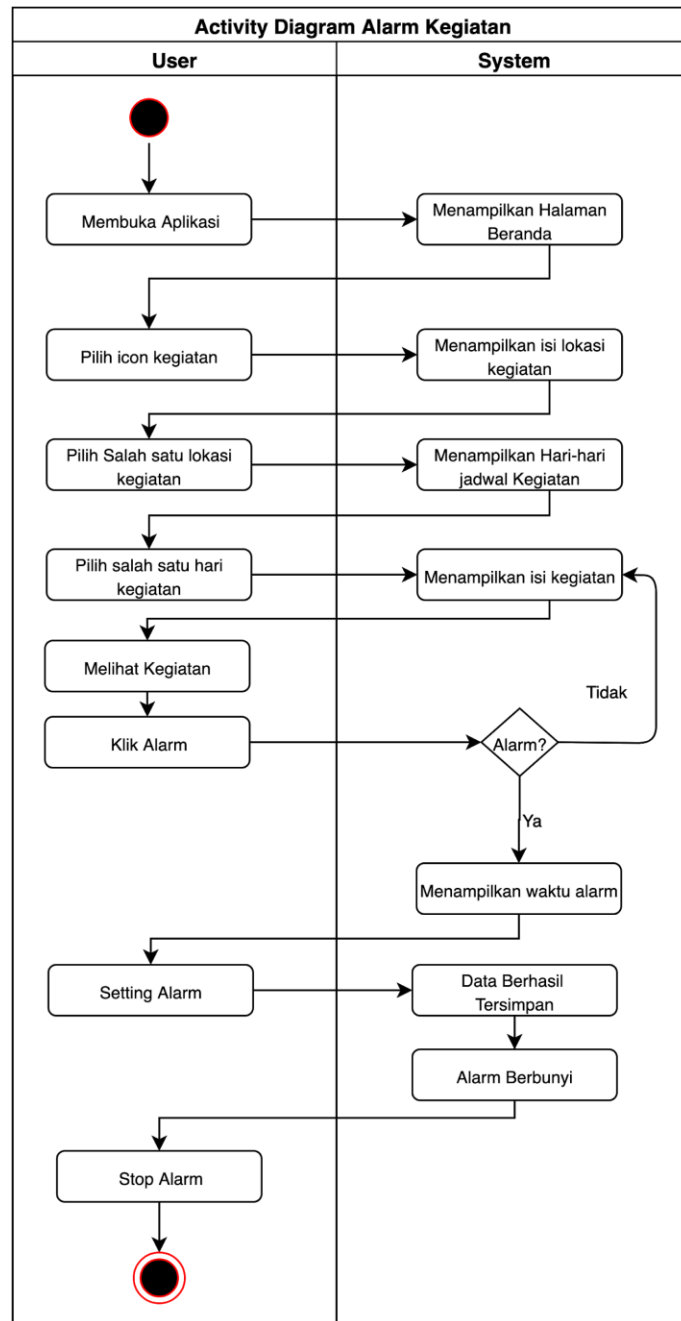 Activity Diagram Alarm Kegiatan
User
System
Membuka Aplikasi
Menampilkan Halaman
Beranda
Pilih icon kegiatan
Menampilkan isi lokasi
kegiatan
Pilih Salah satu lokasi
kegiatan
Menampilkan Hari-hari
jadwal Kegiatan
Pilih salah satu hari
kegiatan
Menampilkan isi kegiatan
Melihat Kegiatan
Tidak
Klik Alarm
Alarm?
Ya
Menampilkan waktu alarm
Setting Alarm
Data Berhasil
Tersimpan
Alarm Berbunyi
Stop Alarm